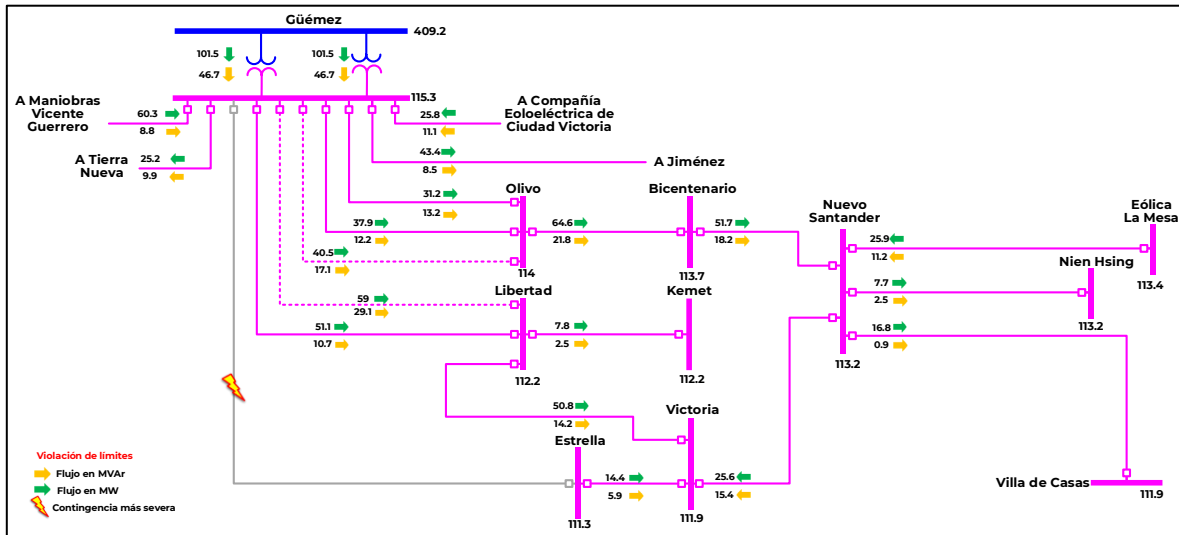 Güémez
409.2
101.5
46.7
101.5
46.7
115.3
A Maniobras
Vicente
Guerrero
60.3
8.8
A Compañía
Eoloeléctrica de
Ciudad Victoria
25.8
11.1
A Tierra
Nueva
25.2
9.9
43.4
8.5
A Jiménez
Olivo
31.2
13.2
37.9
12.2
40.5
17.1
114
64.6
21.8
Bicentenario
113.7
51.7
18.2
Nuevo
Santander
113.2
25.9
11.2
Eólica
La Mesa
113.4
7.7
2.5
Nien Hsing
113.2
16.8
0.9
Libertad
59
29.1
51.1
10.7
112.2
7.8
2.5
Kemet
112.2
50.8
14.2
Victoria
111.9
Estrella
111.3
14.4
5.9
25.6
15.4
Villa de Casas
111.9
Violación de límites
Flujo en MVAr
Flujo en MW
Contingencia más severa